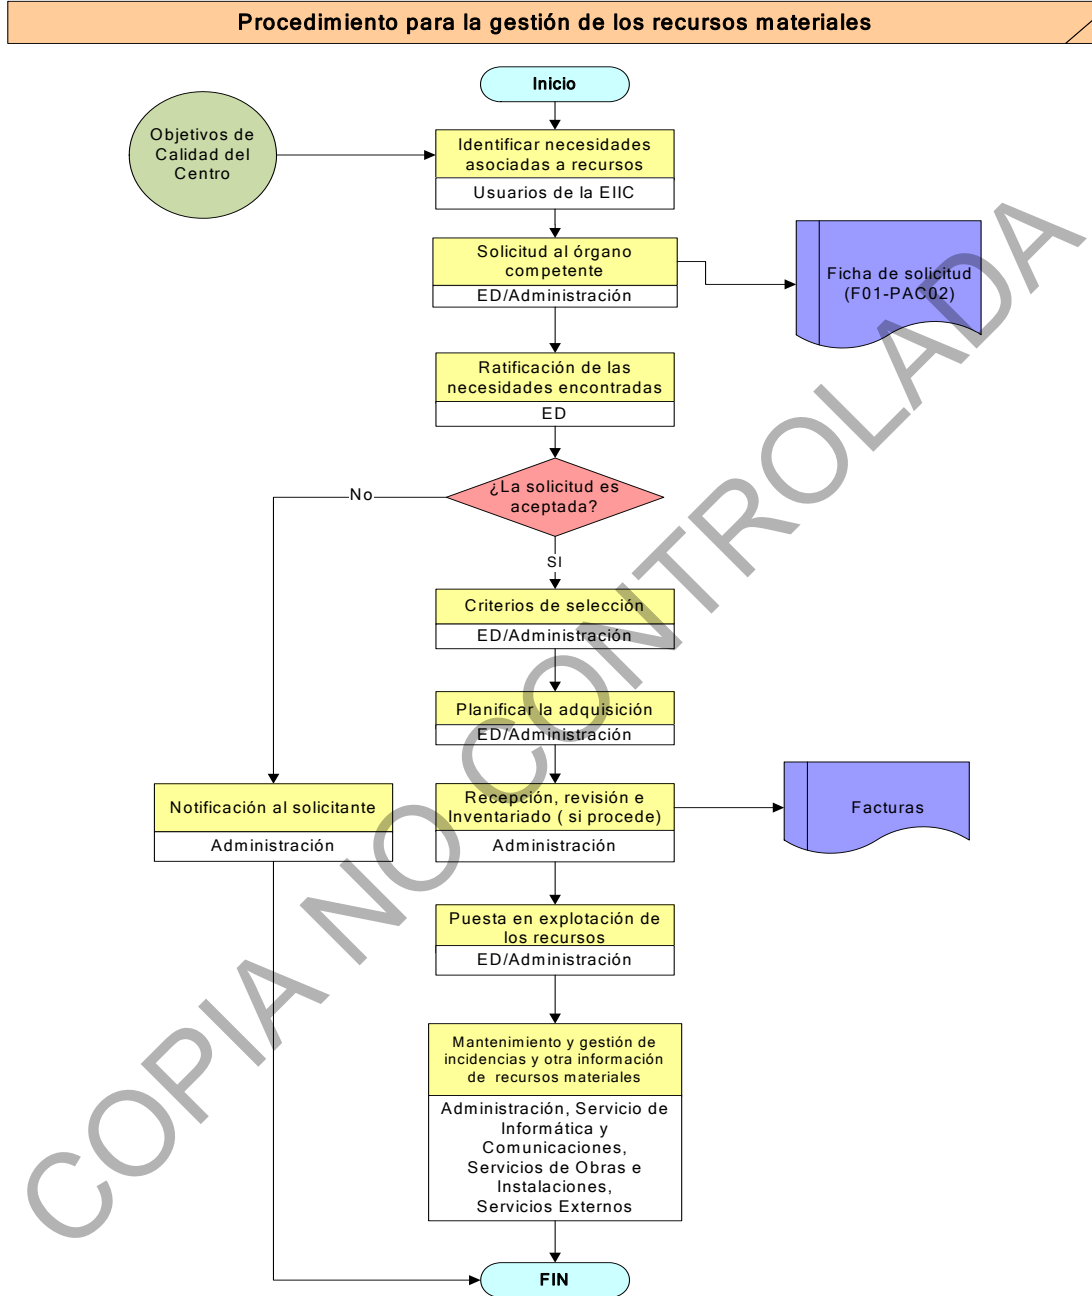 Procedimiento para la gestión de los recursos materiales
Inicio
Objetivos de
Calidad del
Centro
Identificar necesidades
asociadas a recursos
Usuarios de la EIIC
Solicitud al órgano
competente
ED/Administración
Ficha de solicitud
(F01-PAC02)
Ratificación de las
necesidades encontradas
ED
¿La solicitud es
aceptada?
No
SI
Criterios de selección
ED/Administración
Planificar la adquisición
ED/Administración
Notificación al solicitante
Administración
Recepción, revisión e
Inventariado ( si procede)
Administración
Facturas
Puesta en explotación de
los recursos
ED/Administración
Mantenimiento y gestión de
incidencias y otra información
de recursos materiales
Administración, Servicio de
Informática y
Comunicaciones,
Servicios de Obras e
Instalaciones,
Servicios Externos
FIN
COPIA NO CONTROLADA